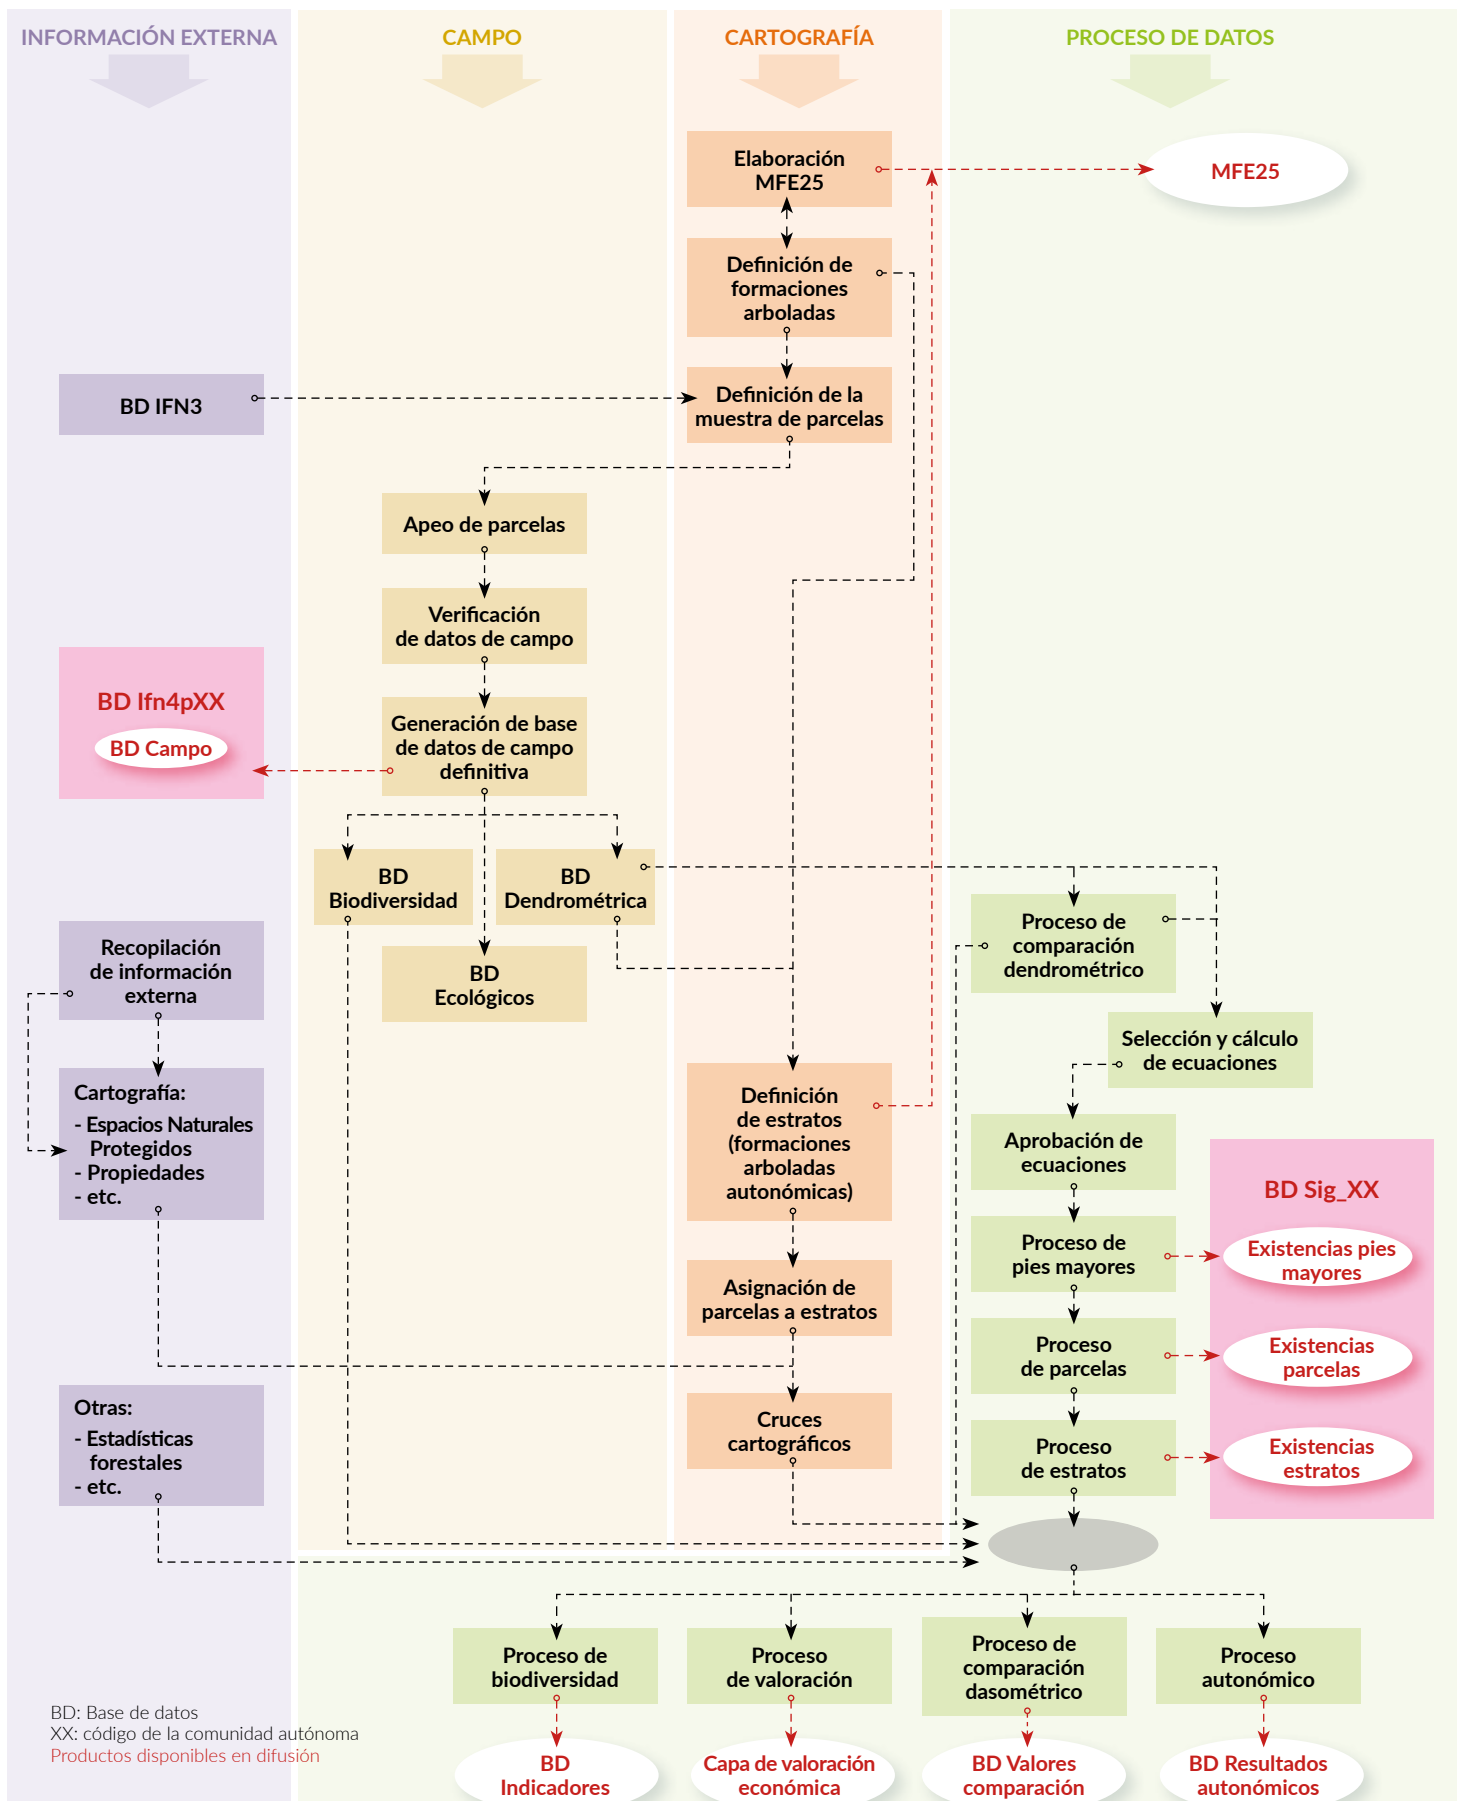 INFORMACIÓN EXTERNA
CAMPO
CARTOGRAFÍA
PROCESO DE DATOS
Elaboración
MFE25
MFE25
Definición de
formaciones
arboladas
BD IFN3
Definición de la
muestra de parcelas
Apeo de parcelas
Verificación
de datos de campo
BD Ifn4pXX
BD Campo
Generación de base
de datos de campo
definitiva
BD
Biodiversidad
BD
Dendrométrica
BD
Ecológicos
Recopilación
de información
externa
Cartografía:
- Espacios Naturales
Protegidos
- Propiedades
- etc.
Otras:
- Estadísticas
forestales
- etc.
Definición
de estratos
(formaciones
arboladas
autonómicas)
Asignación de
parcelas a estratos
Cruces
cartográficos
Proceso de
comparación
dendrométrico
Selección y cálculo
de ecuaciones
Aprobación de
ecuaciones
Proceso de
pies mayores
Proceso
de parcelas
Proceso
de estratos
BD Sig_XX
Existencias pies
mayores
Existencias
parcelas
Existencias
estratos
Proceso de
biodiversidad
Proceso
de valoración
Proceso de
comparación
dasométrico
Proceso
autonómico
BD
Indicadores
Capa de valoración
económica
BD Valores
comparación
BD Resultados
autonómicos
BD: Base de datos
XX: código de la comunidad autónoma
Productos disponibles en difusión